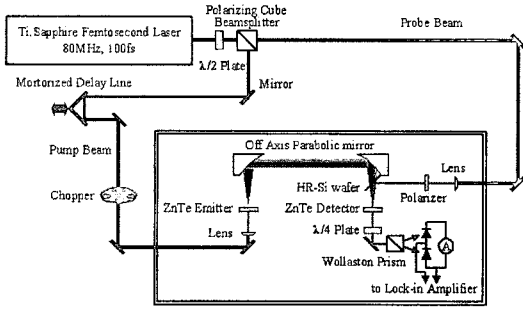 Polarizing Cube
Beamsplitter
Probe Beam
Ti. Sapphire Femtosecond Laser
80MHz, 100fs
λ/2 Plate
Mortorized Delay Line
Mirror
Pump Beam
Off Axis Parabolic mirror
Lens
HR-Si wafer
Polarizer
Chopper
ZnTe Emitter
ZnTe Detector
Lens
λ/4 Plate
A
Wollaston Prism
to Lock-in Amplifier